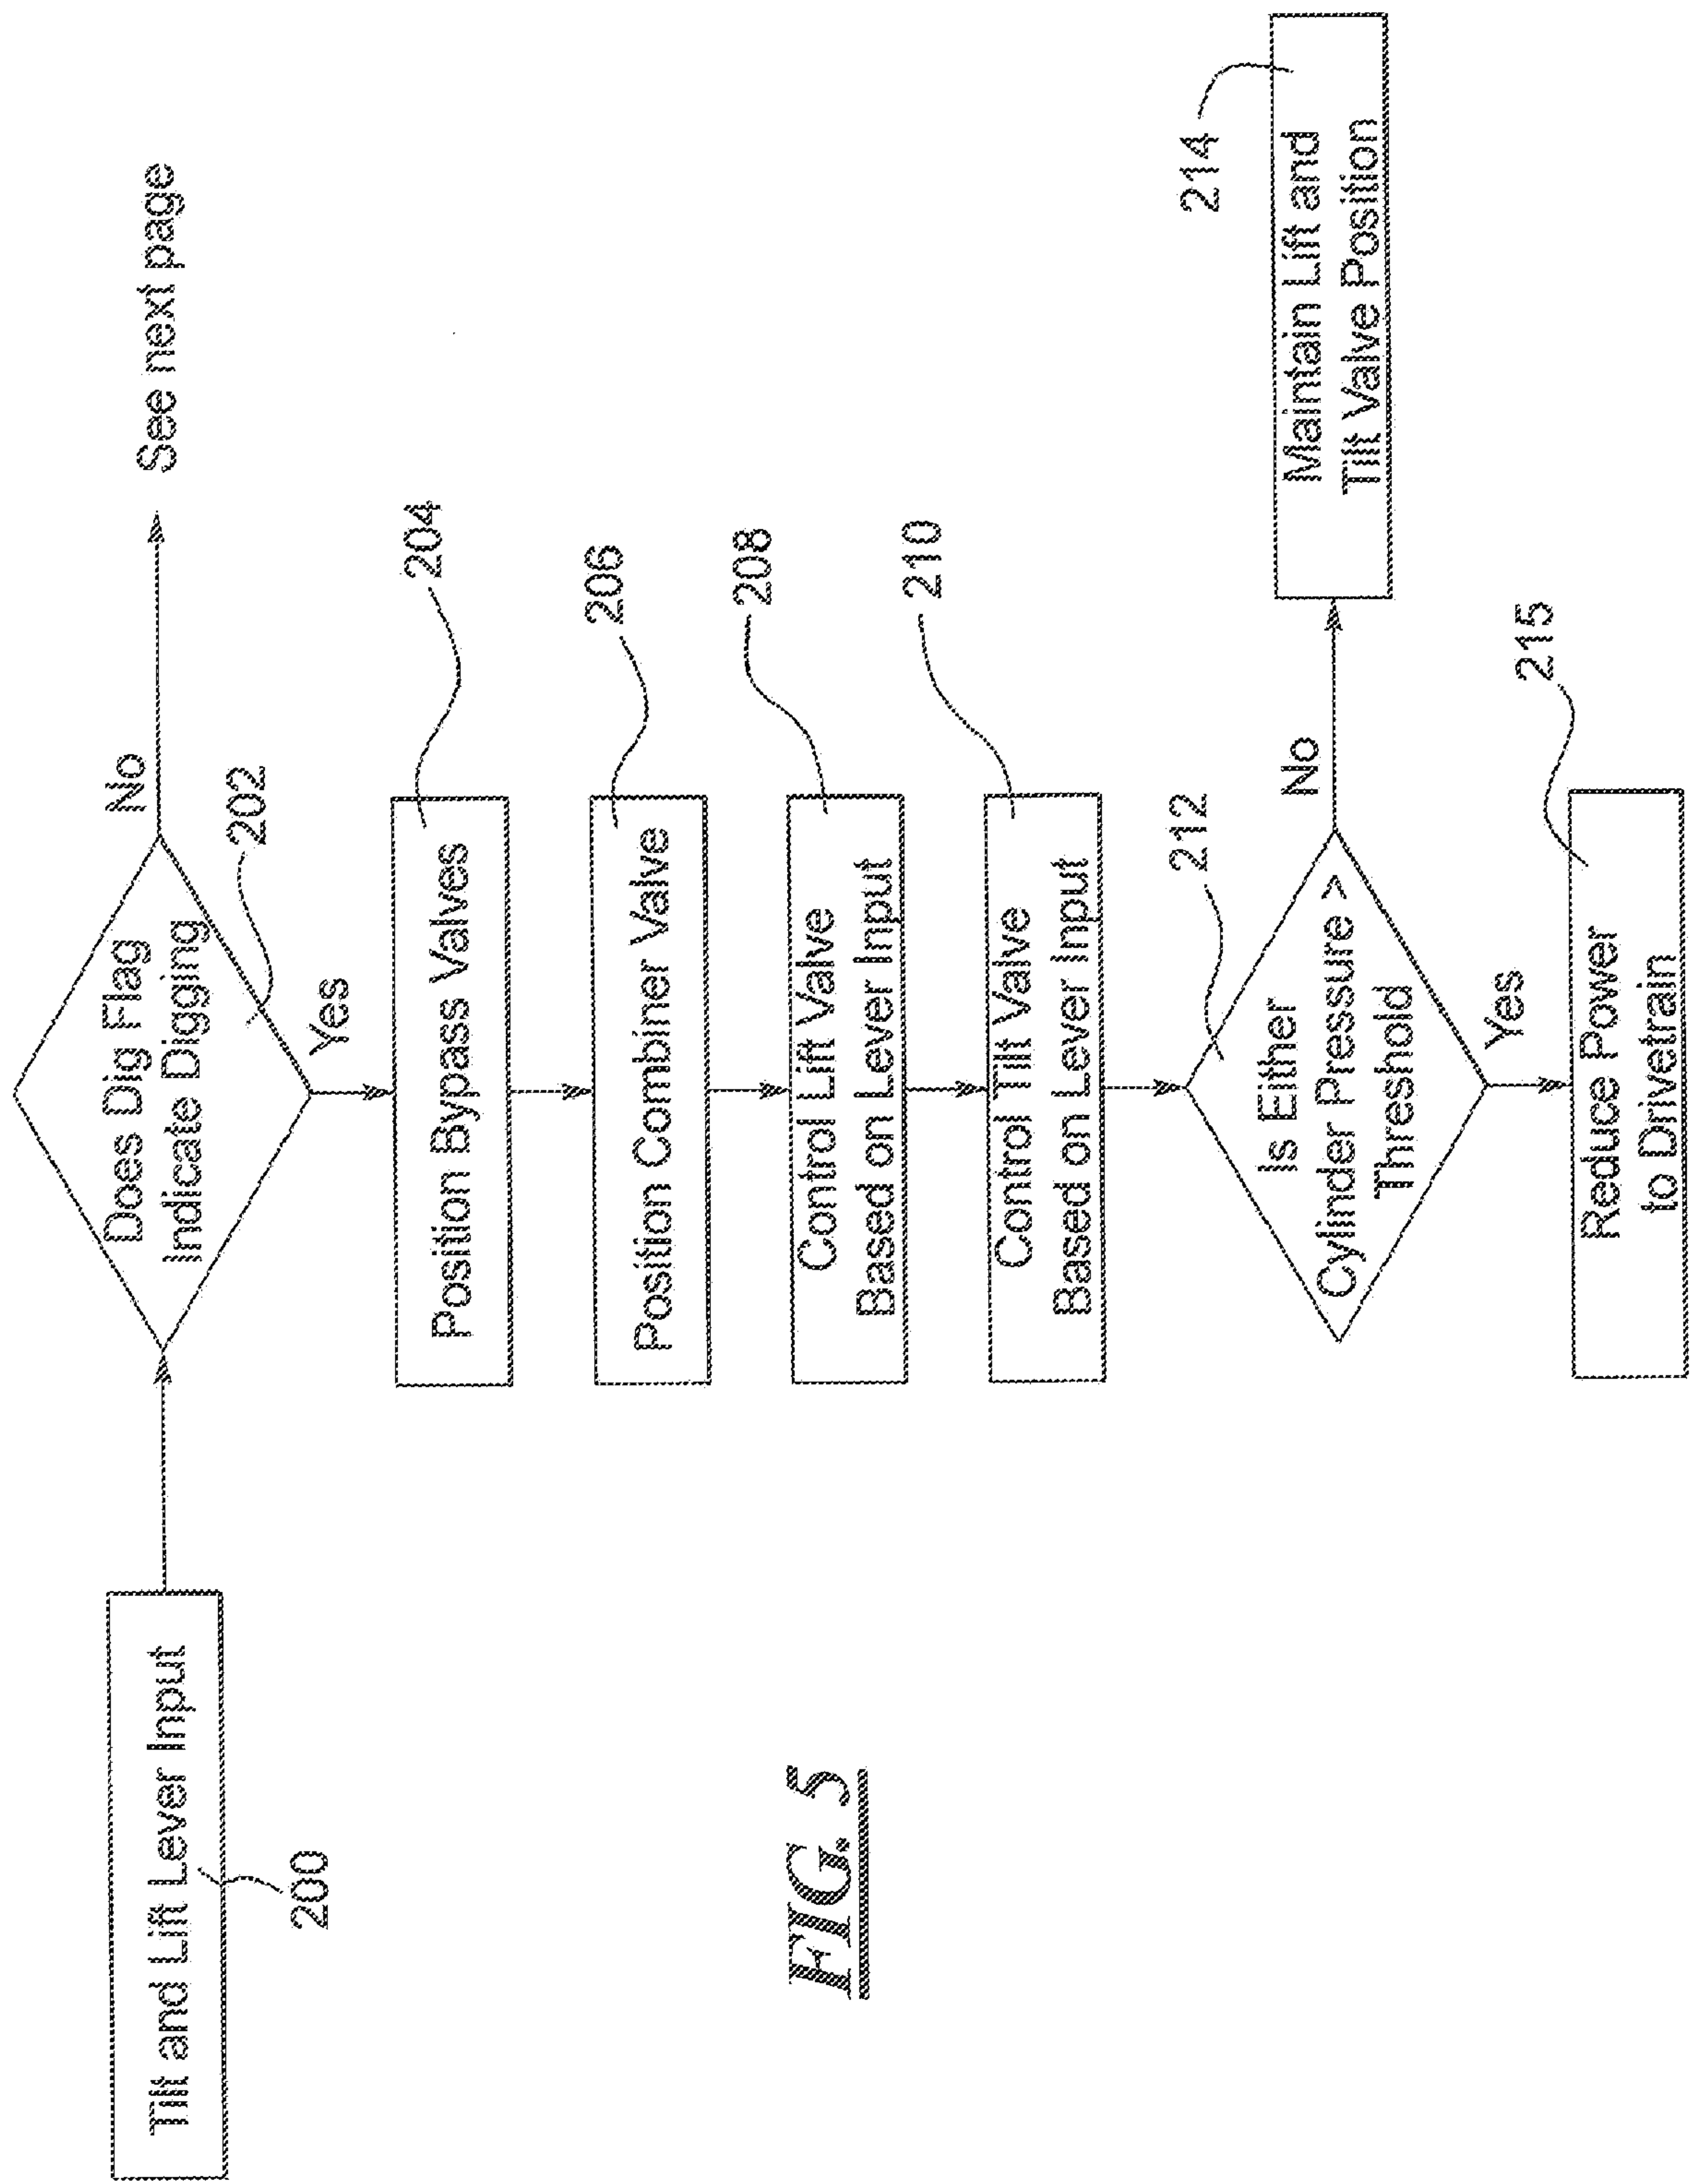 Tilt and Lift Lever Input
200
Does Dig Flag
Indicate Digging
202
No
See next page
Yes
Position Bypass Valves
204
Position Combiner Valve
206
Control Lift Valve
Based on Lever Input
208
Control Tilt Valve
Based on Lever Input
210
Is Either
Cylinder Pressure >
Threshold
212
No
Maintain Lift and
Tilt Valve Position
214
Yes
Reduce Power
to Drivetrain
215
FIG. 5